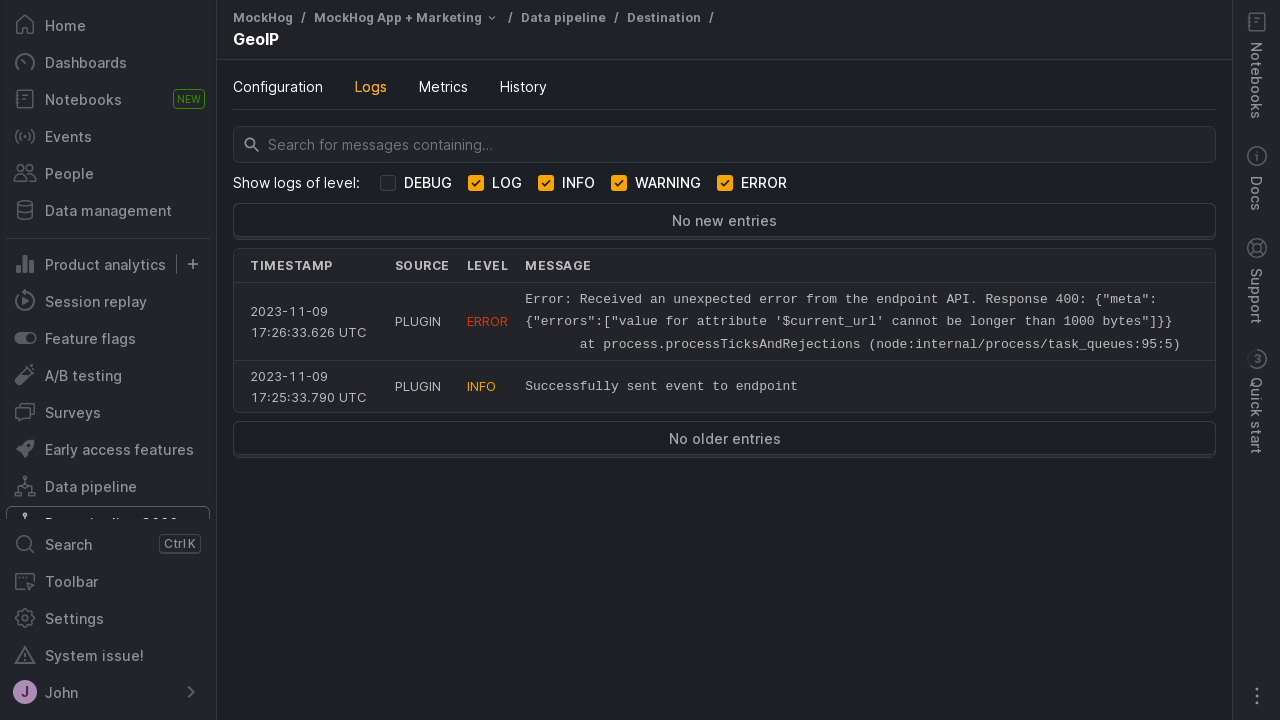 MockHog / MockHog App + Marketing / Data pipeline / Destination /
GeoIP
Home
Dashboards
Notebooks NEW
Events
People
Data management
Product analytics
Session replay
Feature flags
A/B testing
Surveys
Early access features
Data pipeline
Search Ctrl K
Toolbar
Settings
System issue!
J John
Configuration Logs Metrics History
Search for messages containing...
Show logs of level: DEBUG LOG INFO WARNING ERROR
No new entries
TIMESTAMP SOURCE LEVEL MESSAGE
2023-11-09
17:26:33.626 UTC
PLUGIN
ERROR
Error: Received an unexpected error from the endpoint API. Response 400: {"meta":
{"errors":["value for attribute '$current_url' cannot be longer than 1000 bytes"]}}
at process.processTicksAndRejections (node:internal/process/task_queues:95:5)
2023-11-09
17:25:33.790 UTC
PLUGIN
INFO
Successfully sent event to endpoint
No older entries
Notebooks
Docs
Support
3
Quick start